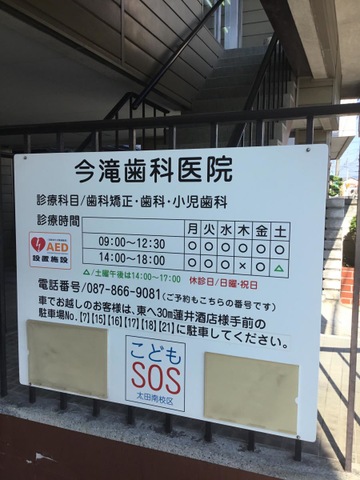 今滝歯科医院
診療科目/歯科矯正・歯科・小児歯科
診療時間 月 火 水 木 金 土
09:00〜12:30 ○ ○ ○ ○ ○ ○
14:00〜18:00 ○ ○ ○ × ○ △
△/土曜午後は14:00〜17:00 休診日/日曜・祝日
AED
設置施設
電話番号/087-866-9081(ご予約もこちらの番号です)
車でお越しのお客様は、東へ30m蓮井酒店様手前の
駐車場No.[7][15][16][17][18][21]に駐車してください。
こども
SOS
太田南校区